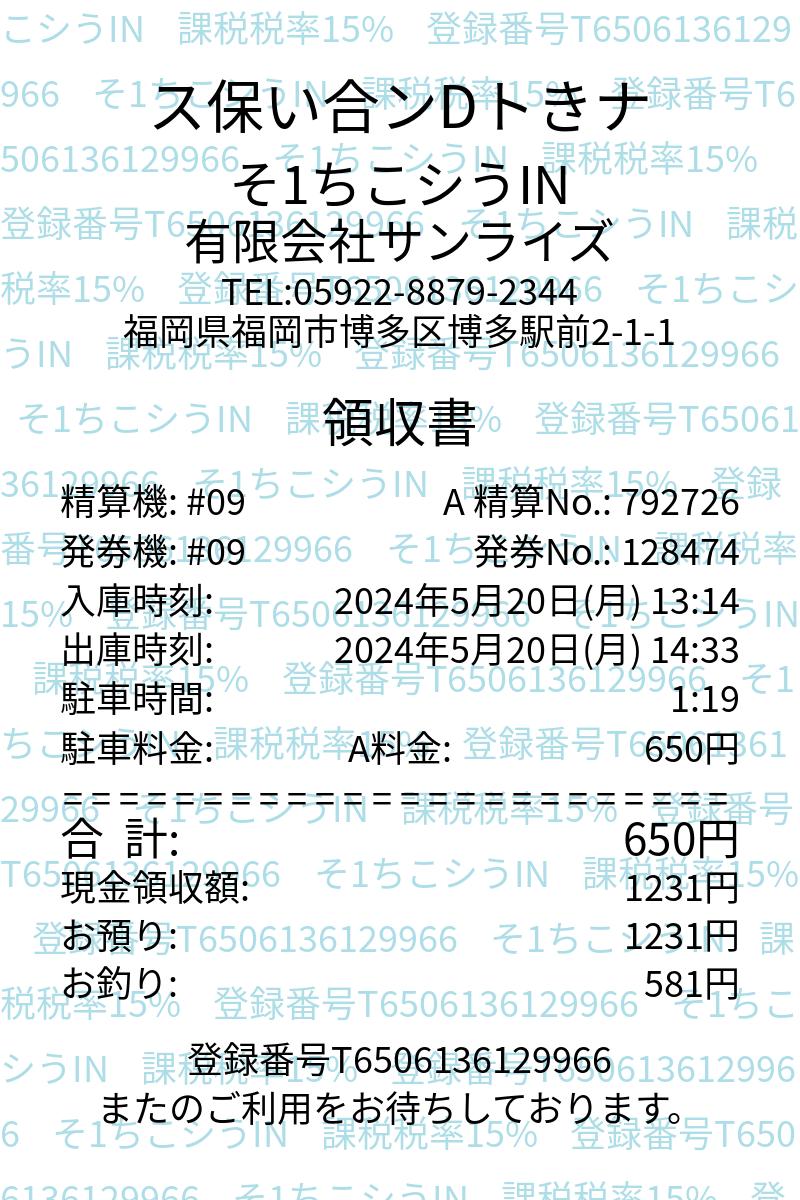 ス保い合ンDトきナ
そ1ちこシうIN
有限会社サンライズ
TEL:05922-8879-2344
福岡県福岡市博多区博多駅前2-1-1
領収書
精算機: #09 A 精算No.: 792726
発券機: #09 発券No.: 128474
入庫時刻: 2024年5月20日(月) 13:14
出庫時刻: 2024年5月20日(月) 14:33
駐車時間: 1:19
駐車料金: A料金: 650円
========================
合 計: 650円
現金領収額: 1231円
お預り: 1231円
お釣り: 581円
登録番号T6506136129966
またのご利用をお待ちしております。